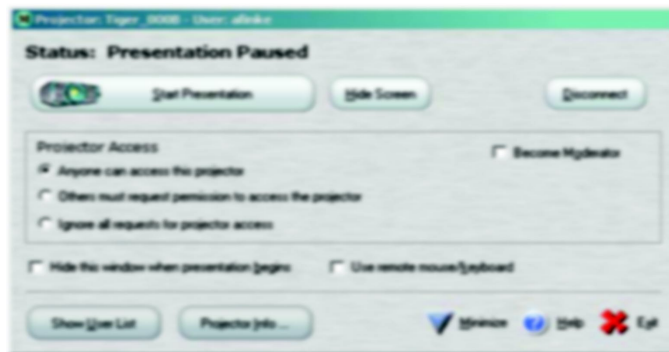 Projector: Tiger_0008 - User: alinke
Status: Presentation Paused
Start Presentation
Hide Screen
Disconnect
Projector Access
Become Moderator
Anyone can access this projector
Others must request permission to access the projector
Ignore all requests for projector access
Hide this window when presentation begins
Use remote mouse/keyboard
Show User List
Projector Info ...
Minimize
Help
Exit